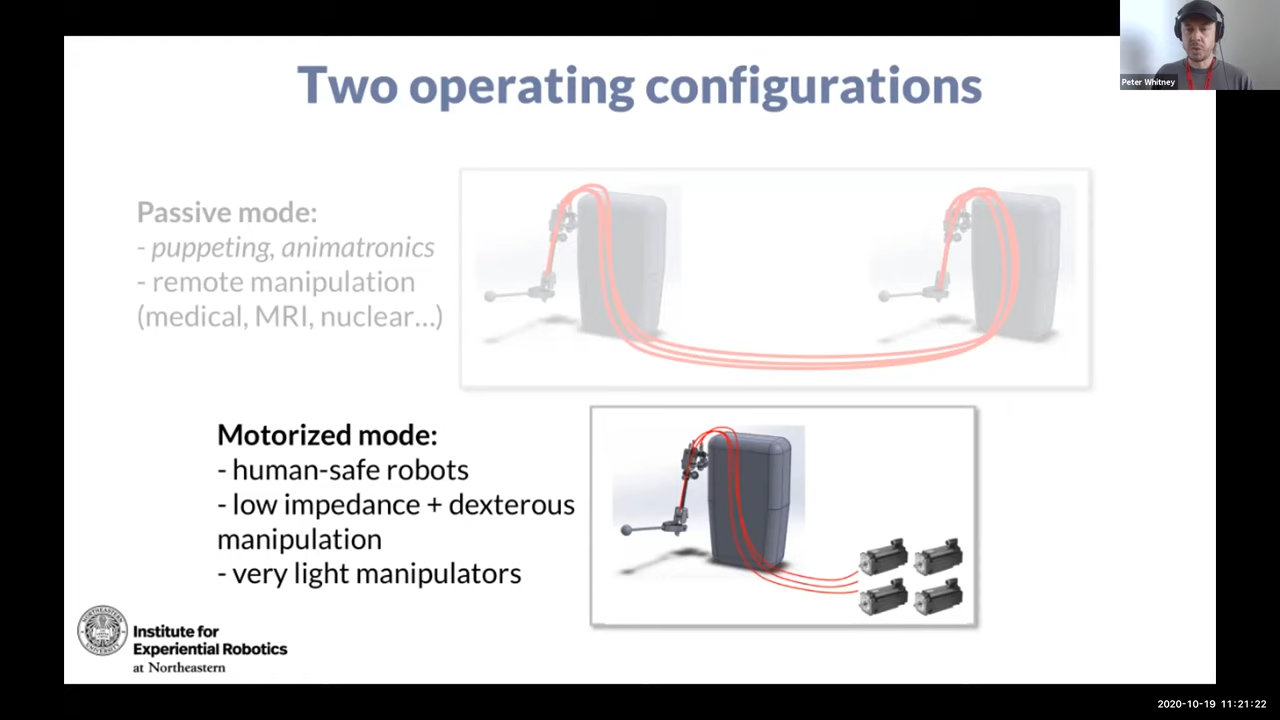 Peter Whitney
Two operating configurations
Passive mode:
- puppeting, animatronics
- remote manipulation
(medical, MRI, nuclear...)
Motorized mode:
- human-safe robots
- low impedance + dexterous
manipulation
- very light manipulators
Institute for
Experiential Robotics
at Northeastern
2020-10-19 11:21:22